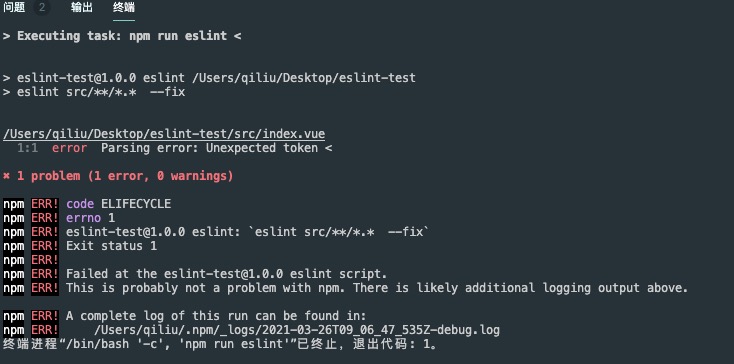 问题 2 输出 终端
> Executing task: npm run eslint <
> eslint-test@1.0.0 eslint /Users/qiliu/Desktop/eslint-test
> eslint src/**/*.*  --fix
/Users/qiliu/Desktop/eslint-test/src/index.vue
1:1  error  Parsing error: Unexpected token <
✖ 1 problem (1 error, 0 warnings)
npm ERR! code ELIFECYCLE
npm ERR! errno 1
npm ERR! eslint-test@1.0.0 eslint: `eslint src/**/*.*  --fix`
npm ERR! Exit status 1
npm ERR!
npm ERR! Failed at the eslint-test@1.0.0 eslint script.
npm ERR! This is probably not a problem with npm. There is likely additional logging output above.
npm ERR! A complete log of this run can be found in:
npm ERR!     /Users/qiliu/.npm/_logs/2021-03-26T09_06_47_535Z-debug.log
终端进程“/bin/bash '-c', 'npm run eslint'”已终止，退出代码: 1。